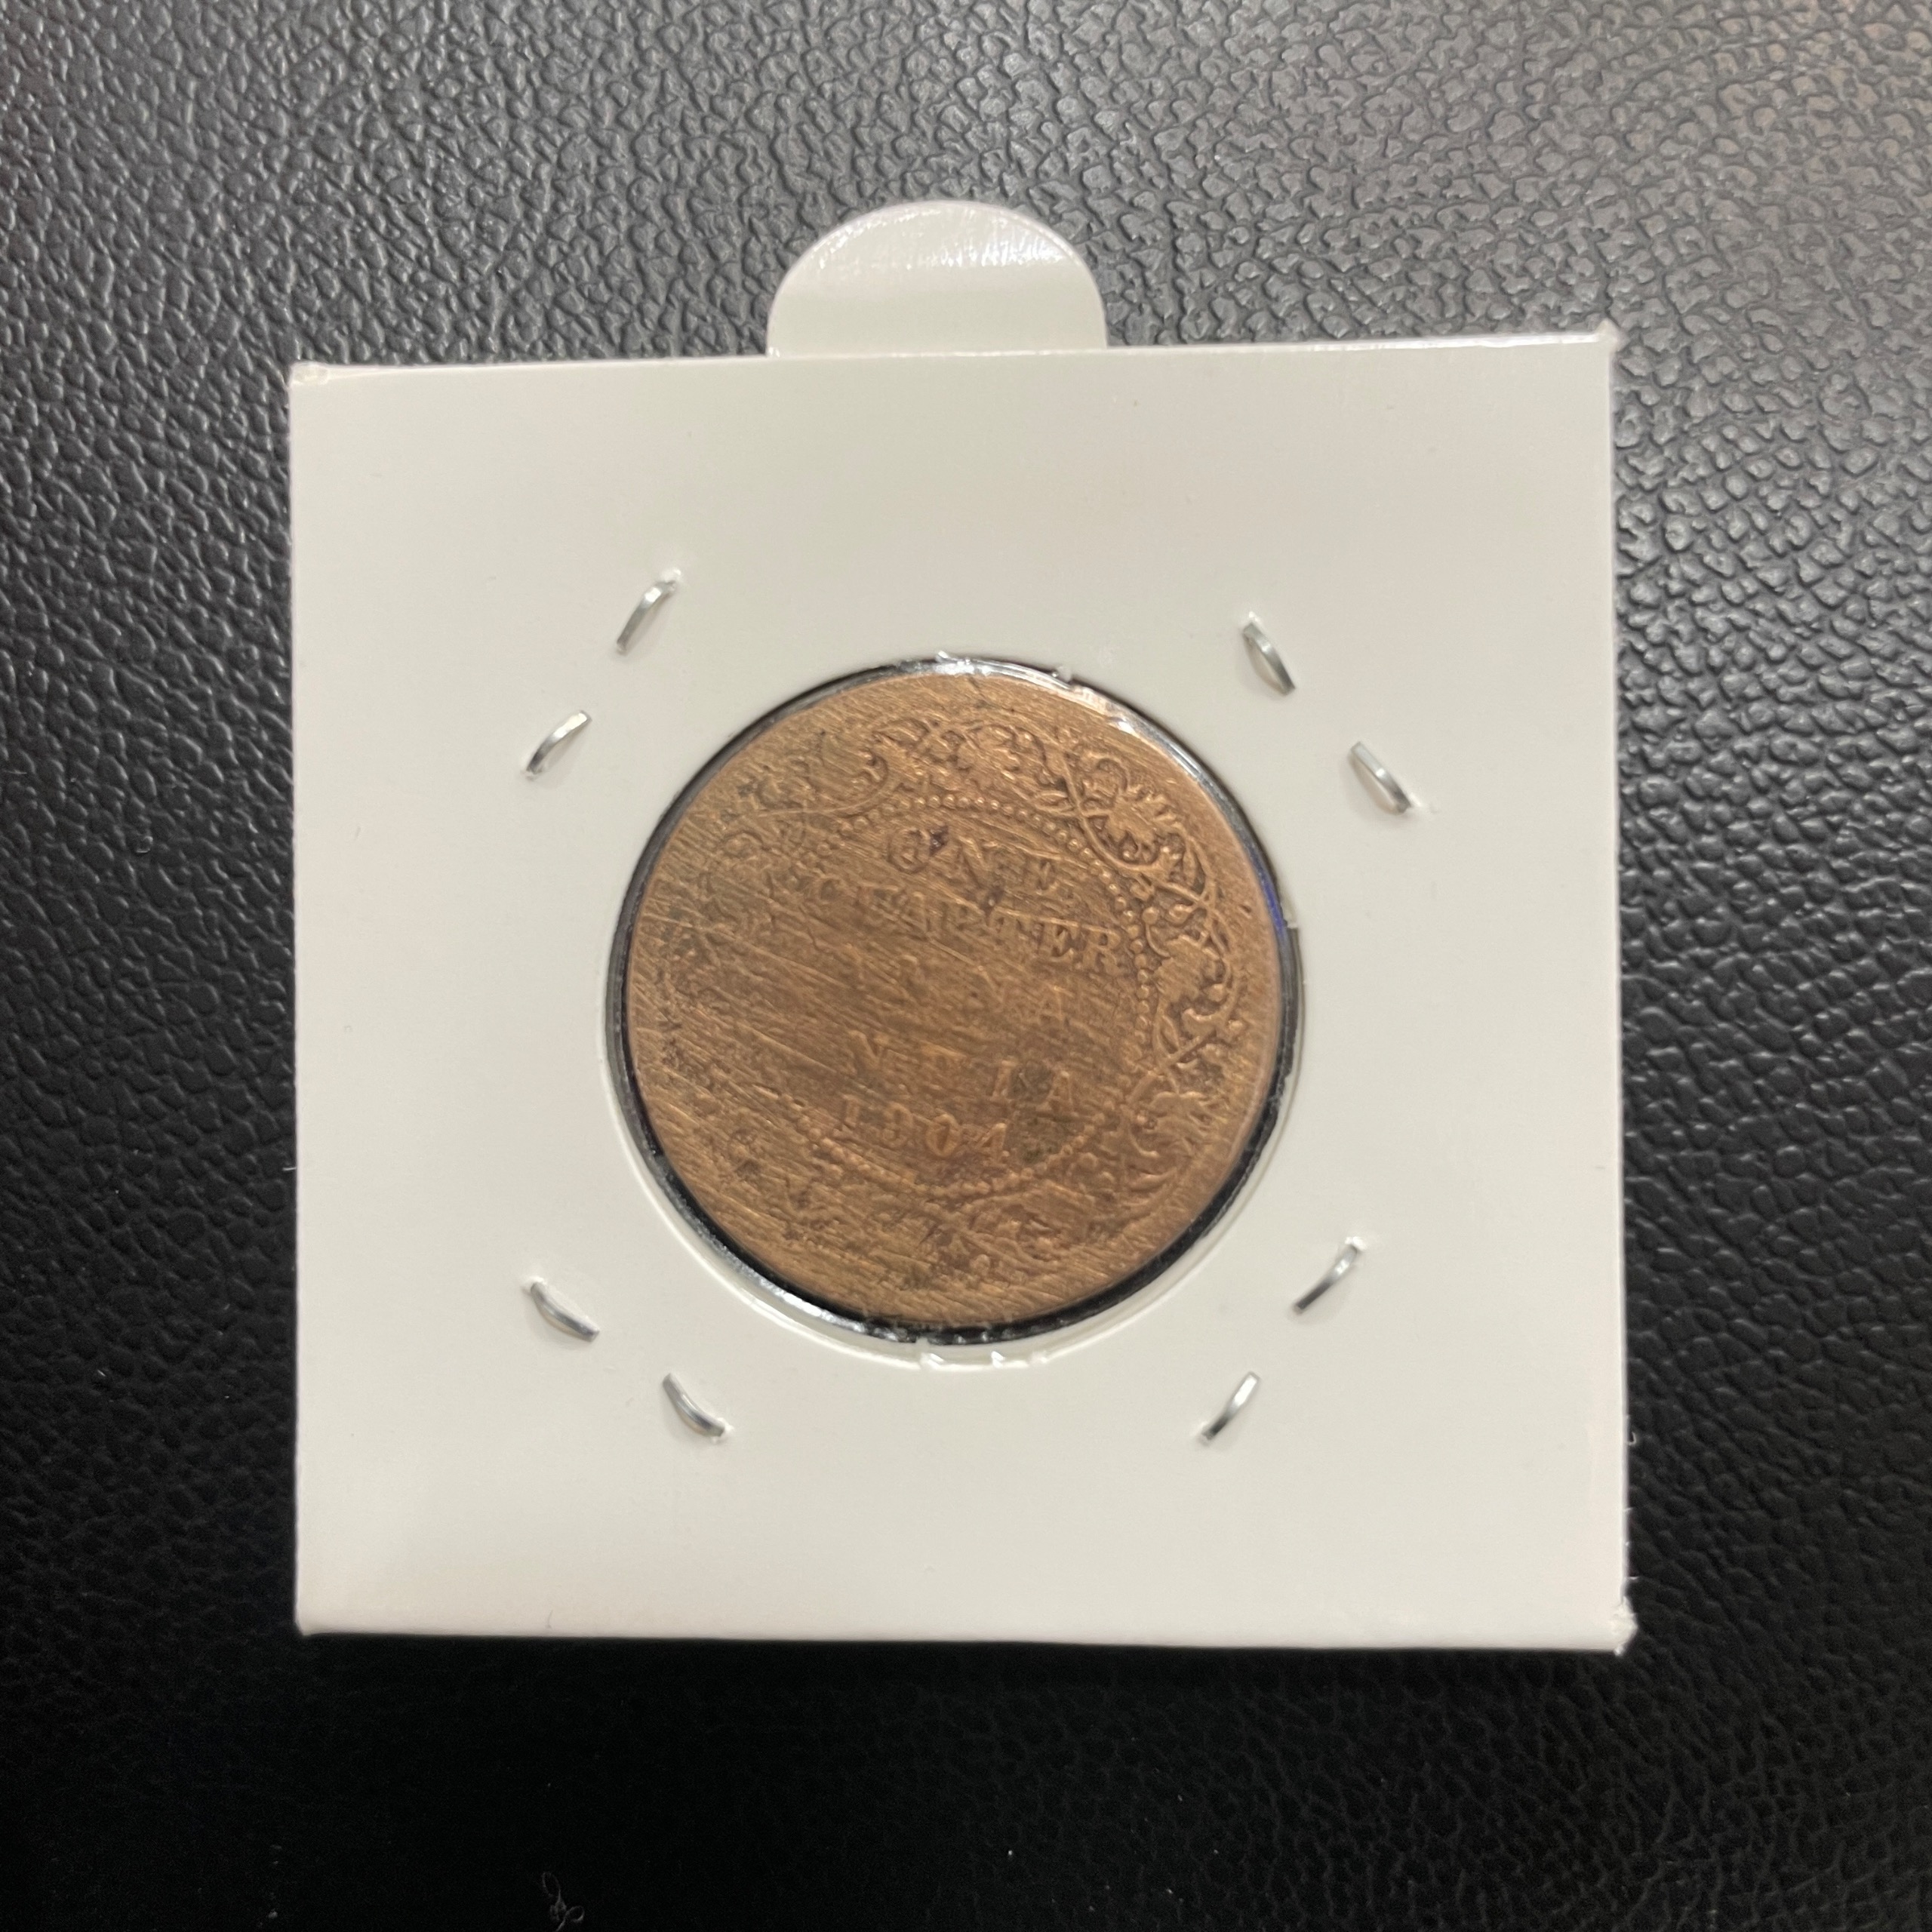 ONE
QUARTER
ANNA
INDIA
1904